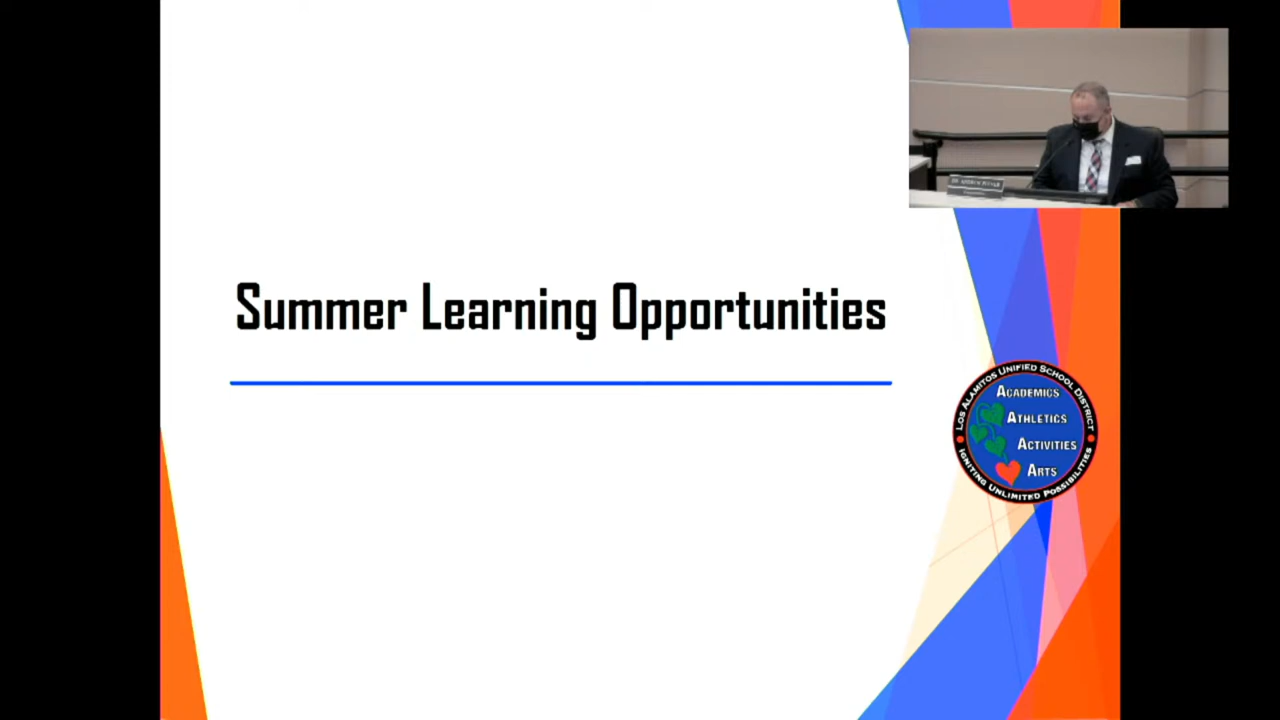 Summer Learning Opportunities
LOS ALAMITOS UNIFIED SCHOOL DISTRICT
ACADEMICS
ATHLETICS
ACTIVITIES
ARTS
IGNITING UNLIMITED POSSIBILITIES